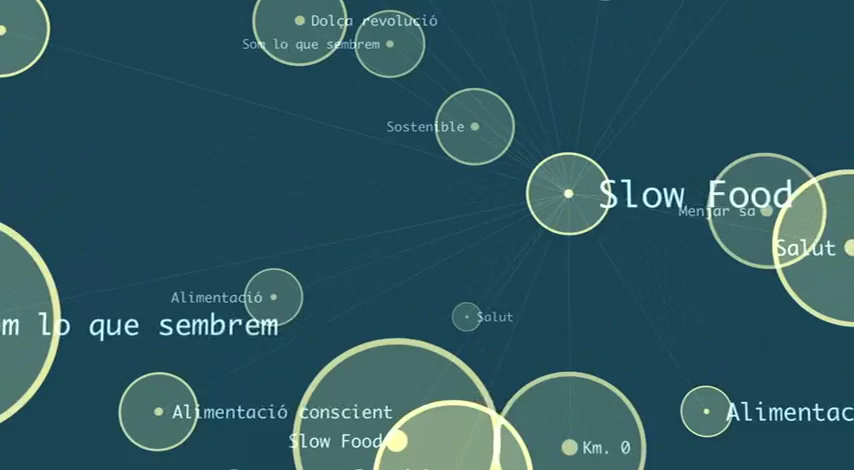 Dolça revolució
Som lo que sembrem
Sostenible
Slow Food
Menjar sa
Salut
Alimentació
om lo que sembrem
Salut
Alimentació conscient
Alimentac
Slow Food
Km. 0